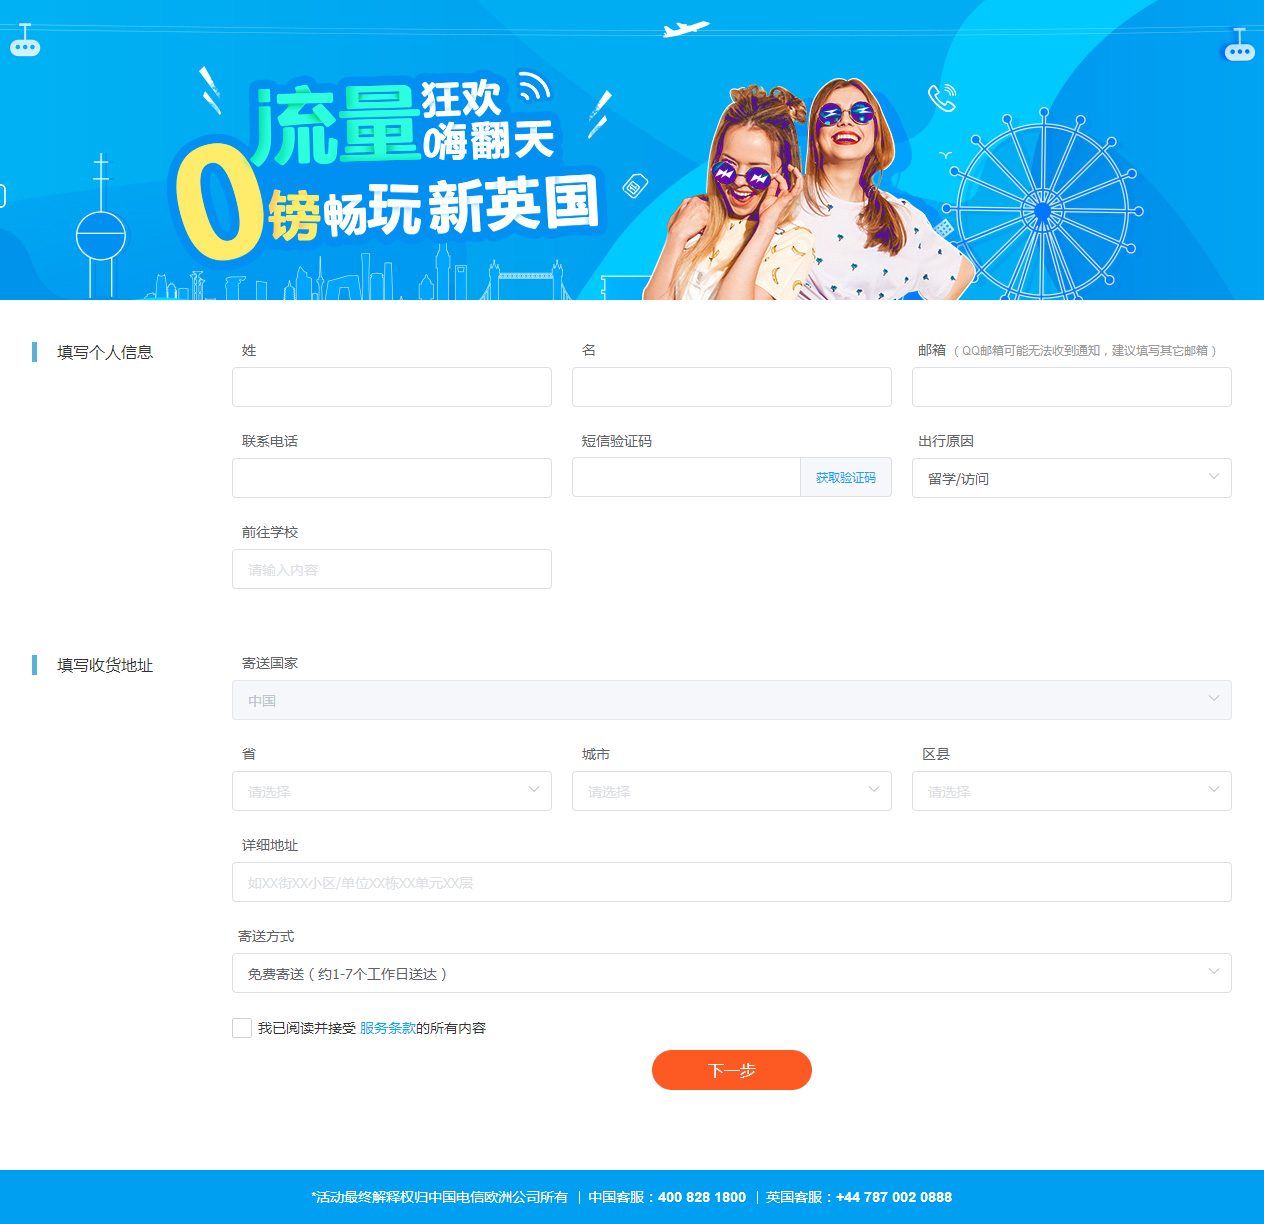 流量狂欢
嗨翻天
0镑畅玩新英国
填写个人信息
姓
名
邮箱（QQ邮箱可能无法收到通知，建议填写其它邮箱）
联系电话
短信验证码
出行原因
获取验证码
留学/访问
前往学校
请输入内容
填写收货地址
寄送国家
中国
省
城市
区县
请选择
请选择
请选择
详细地址
如XX街XX小区/单位XX栋XX单元XX层
寄送方式
免费寄送（约1-7个工作日送达）
我已阅读并接受 服务条款的所有内容
下一步
*活动最终解释权归中国电信欧洲公司所有 | 中国客服：400 828 1800 | 英国客服：+44 787 002 0888